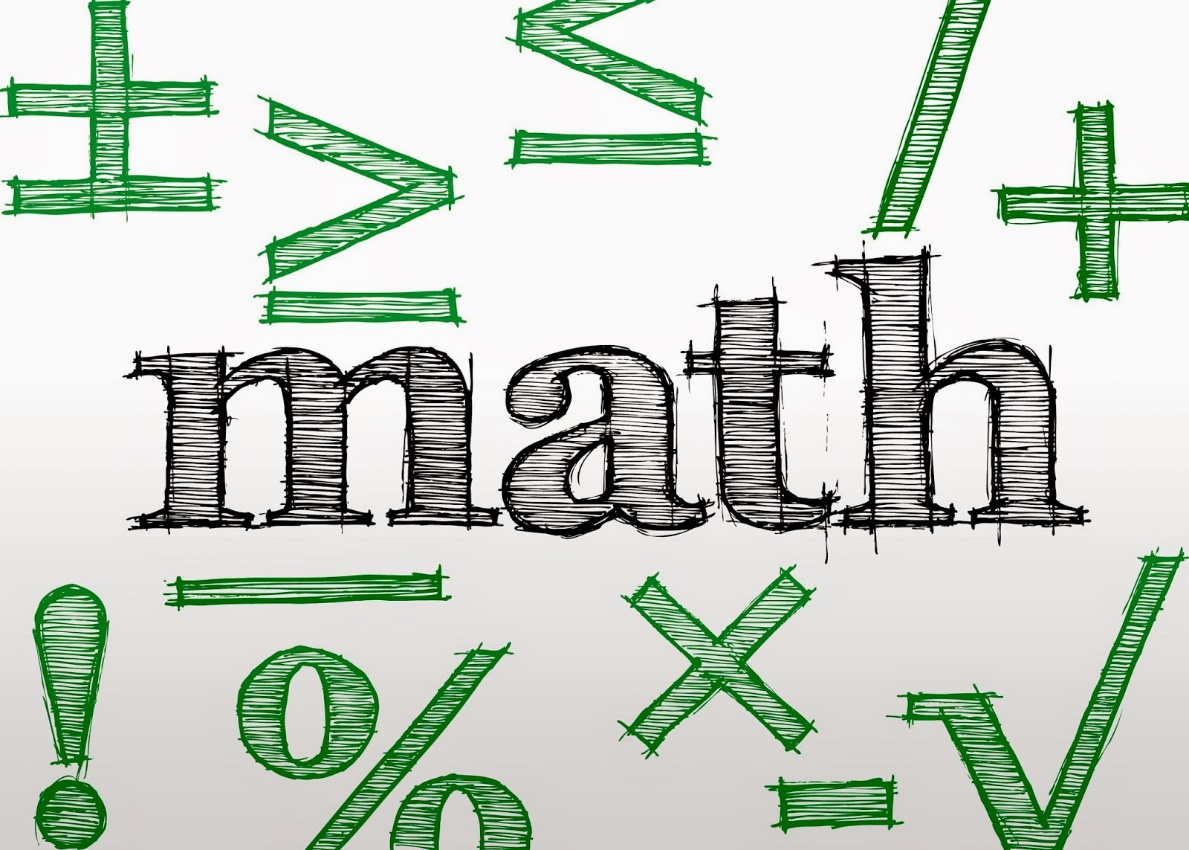 ± ≥ ≤ / +
math
! — % × - √